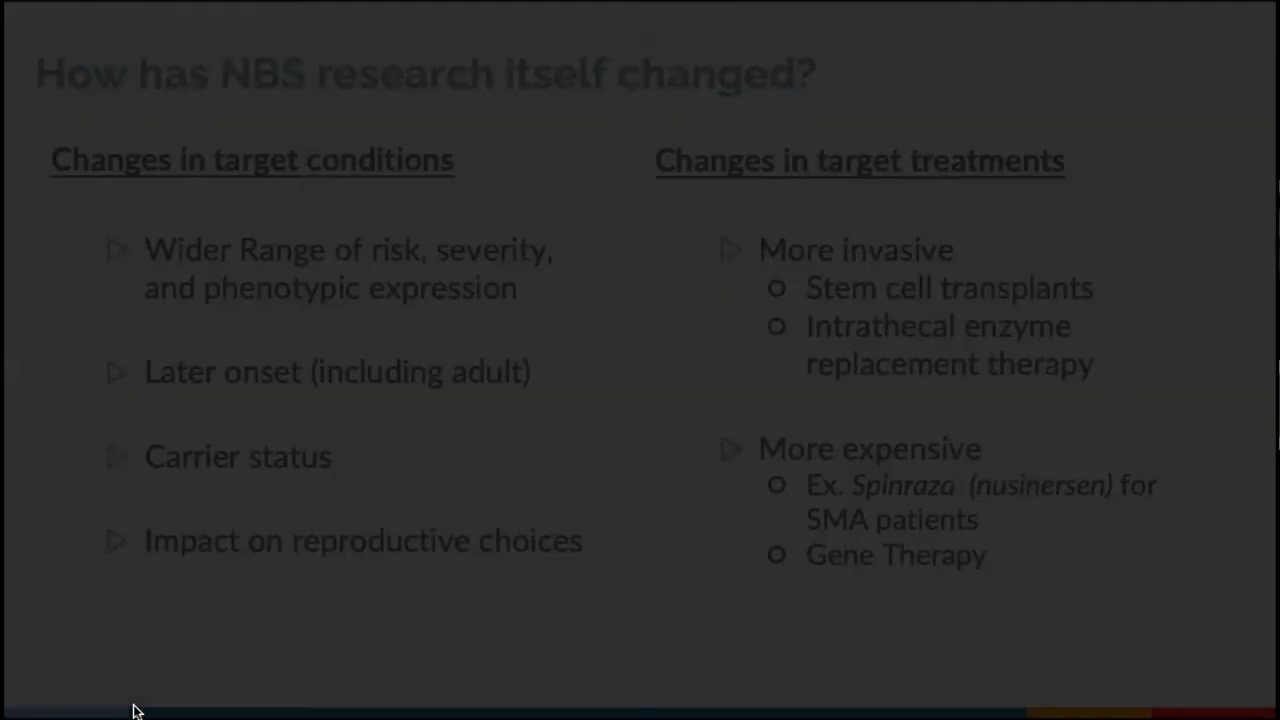 How has NBS research itself changed?
Changes in target conditions
Wider Range of risk, severity,
and phenotypic expression
Later onset (including adult)
Carrier status
Impact on reproductive choices
Changes in target treatments
More invasive
Stem cell transplants
Intrathecal enzyme
replacement therapy
More expensive
Ex. Spinraza (nusinersen) for
SMA patients
Gene Therapy